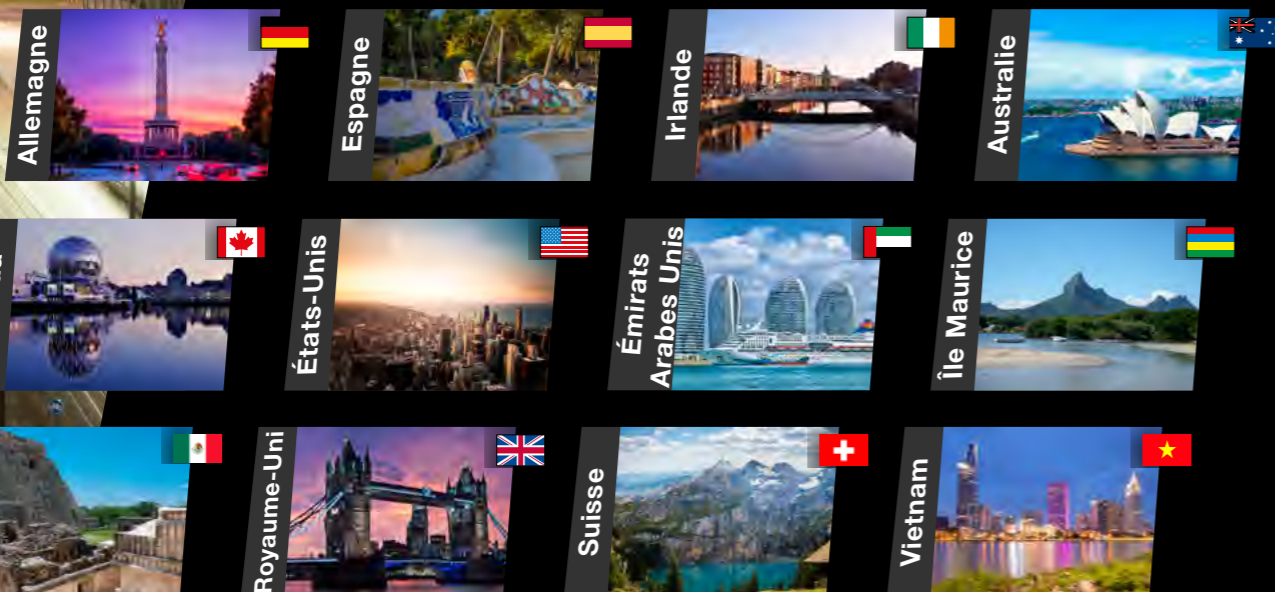 Allemagne
Espagne
Irlande
Australie
États-Unis
Émirats
Arabes Unis
Île Maurice
Royaume-Uni
Suisse
Vietnam